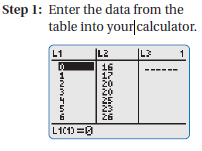 Step 1: Enter the data from the
table into your calculator.
L1 L2 L3 1
0 16 ------
1 17
2 20
3 20
4 25
5 23
6 26
L1(1)=0